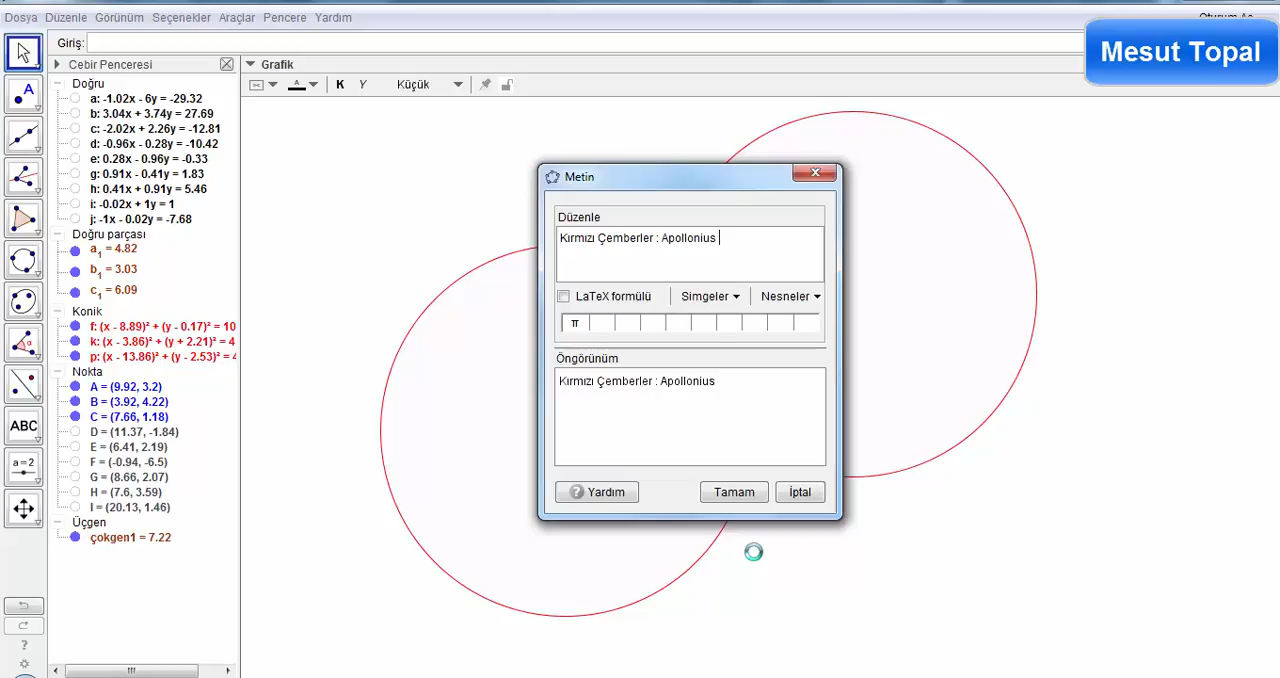 Dosya Düzenle Görünüm Seçenekler Araçlar Pencere Yardım
Mesut Topal
Giriş:
Cebir Penceresi
Grafik
K Y Küçük
Doğru
a: -1.02x - 6y = -29.32
b: 3.04x + 3.74y = 27.69
c: -2.02x + 2.26y = -12.81
d: -0.96x - 0.28y = -10.42
e: 0.28x - 0.96y = -0.33
g: 0.91x - 0.41y = 1.83
h: 0.41x + 0.91y = 5.46
i: -0.02x + 1y = 1
j: -1x - 0.02y = -7.68
Doğru parçası
a1 = 4.82
b1 = 3.03
c1 = 6.09
Konik
f: (x - 8.89)² + (y - 0.17)² = 10
k: (x - 3.86)² + (y + 2.21)² = 4
p: (x - 13.86)² + (y - 2.53)² = 4
Nokta
A = (9.92, 3.2)
B = (3.92, 4.22)
C = (7.66, 1.18)
D = (11.37, -1.84)
E = (6.41, 2.19)
F = (-0.94, -6.5)
G = (8.66, 2.07)
H = (7.6, 3.59)
I = (20.13, 1.46)
Üçgen
çokgen1 = 7.22
A
ABC
a=2
?
Metin
Düzenle
Kırmızı Çemberler : Apollonius
LaTeX formülü Simgeler Nesneler
π
Öngörünüm
Kırmızı Çemberler : Apollonius
? Yardım Tamam İptal